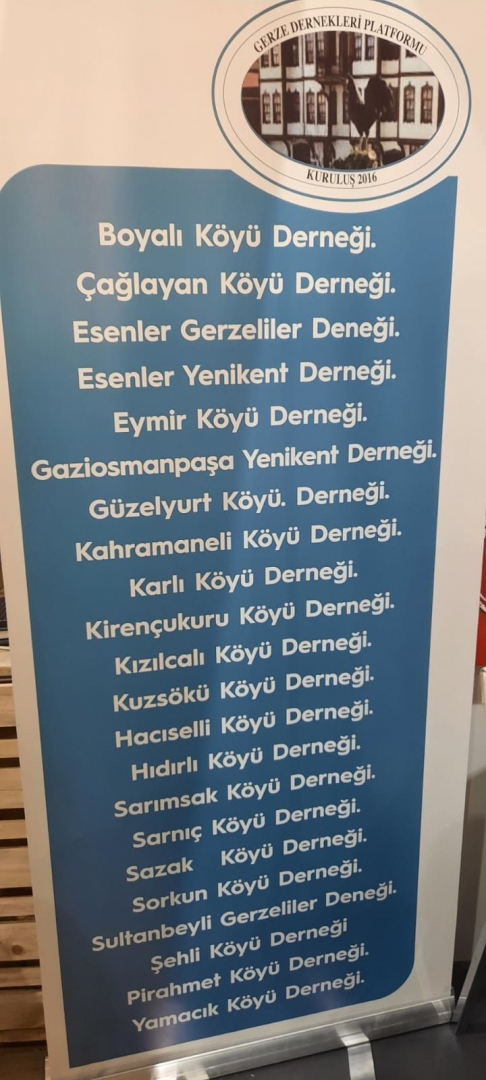 GERZE DERNEKLERİ PLATFORMU
KURULUŞ 2016
Boyalı Köyü Derneği.
Çağlayan Köyü Derneği.
Esenler Gerzeliler Deneği.
Esenler Yenikent Derneği.
Eymir Köyü Derneği.
Gaziosmanpaşa Yenikent Derneği.
Güzelyurt Köyü. Derneği.
Kahramaneli Köyü Derneği.
Karlı Köyü Derneği.
Kirençukuru Köyü Derneği.
Kızılcalı Köyü Derneği.
Kuzsökü Köyü Derneği.
Hacıselli Köyü Derneği.
Hıdırlı Köyü Derneği.
Sarımsak Köyü Derneği.
Sarnıç Köyü Derneği.
Sazak Köyü Derneği.
Sorkun Köyü Derneği.
Sultanbeyli Gerzeliler Deneği.
Şehli Köyü Derneği
Pirahmet Köyü Derneği.
Yamacık Köyü Derneği.